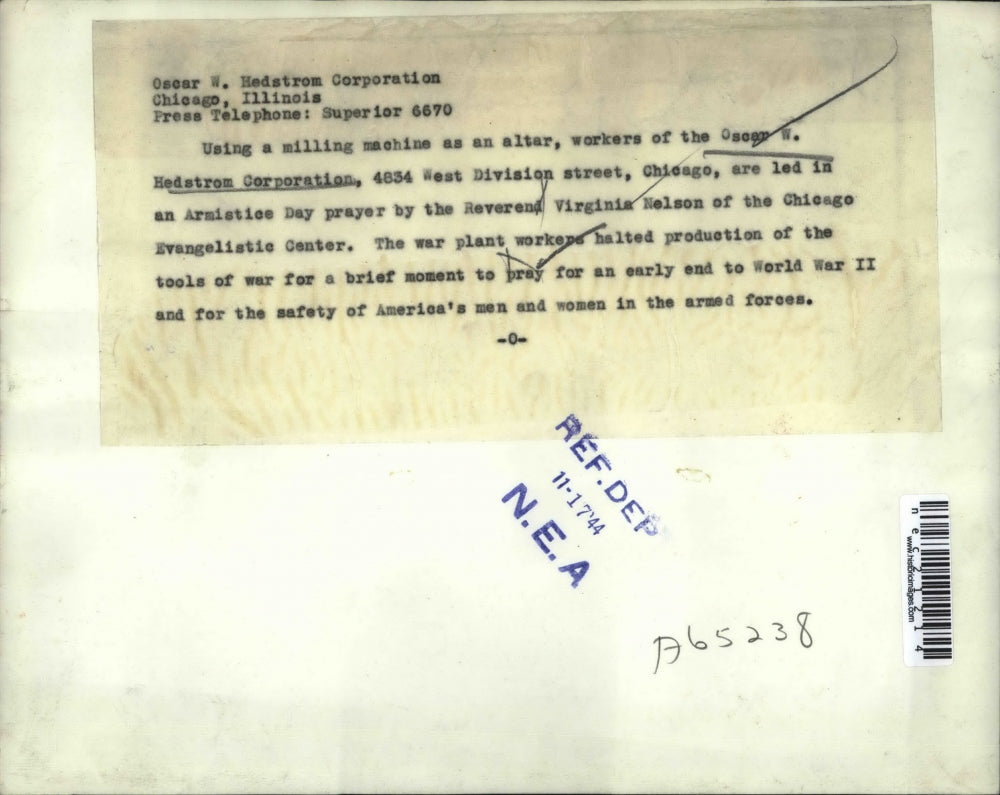 Oscar W. Hedstrom Corporation
Chicago, Illinois
Press Telephone: Superior 6670
Using a milling machine as an altar, workers of the Oscar W.
Hedstrom Corporation, 4834 West Division street, Chicago, are led in
an Armistice Day prayer by the Reverend Virginia Nelson of the Chicago
Evangelistic Center. The war plant workers halted production of the
tools of war for a brief moment to pray for an early end to World War II
and for the safety of America's men and women in the armed forces.
-0-
REF. DEP
11-17'44
N.E.A
A65238
nec21214
www.historicimages.com